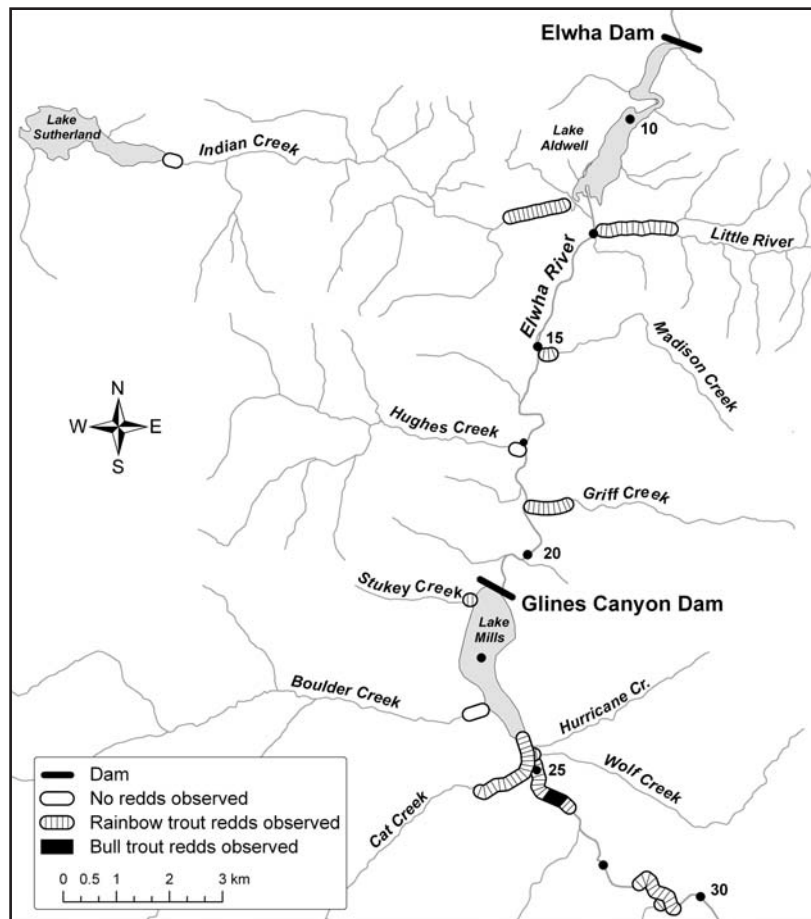 Elwha Dam
Lake
Sutherland
Indian Creek
Lake
Aldwell
10
Little River
Elwha River
15
Madison Creek
N
W E
S
Hughes Creek
Griff Creek
20
Stukey Creek
Glines Canyon Dam
Lake
Mills
Boulder Creek
Hurricane Cr.
25
Wolf Creek
Cat Creek
30
Dam
No redds observed
Rainbow trout redds observed
Bull trout redds observed
0 0.5 1 2 3 km